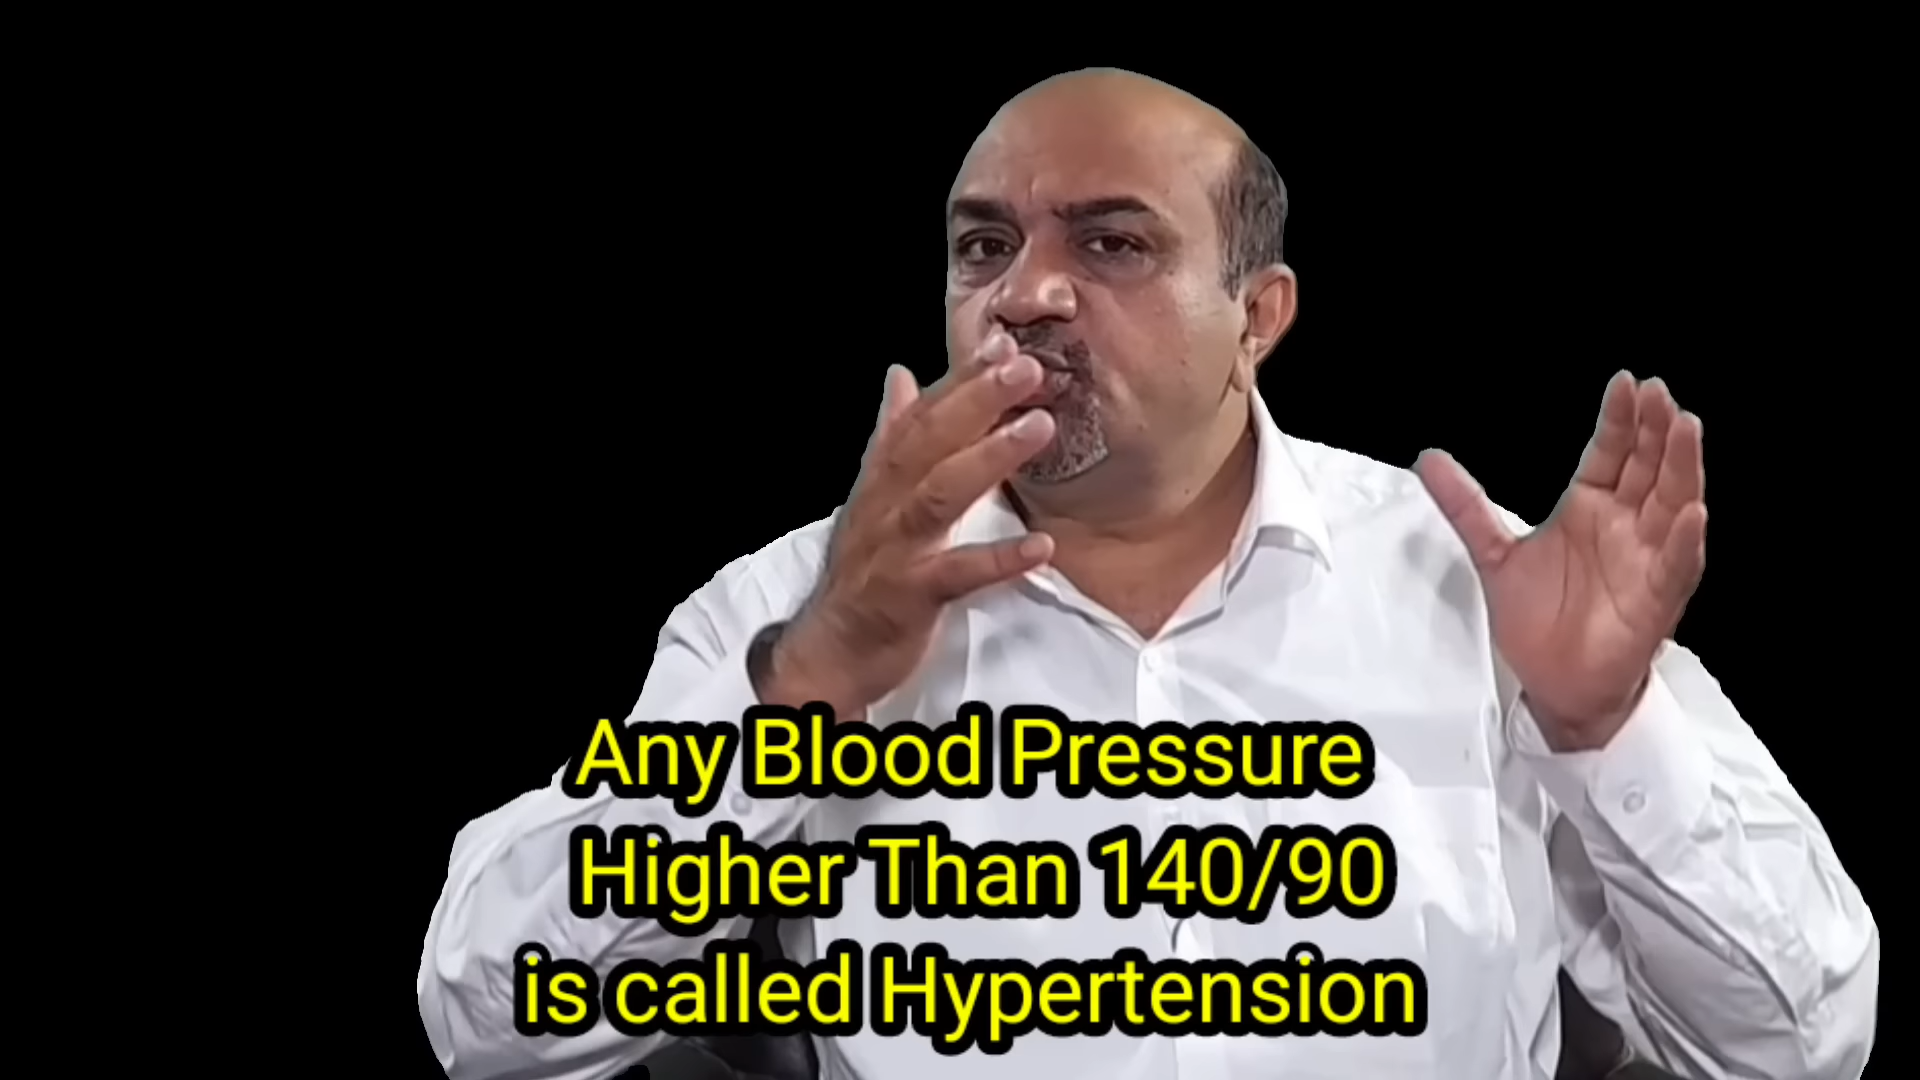 Any Blood Pressure
Higher Than 140/90
is called Hypertension